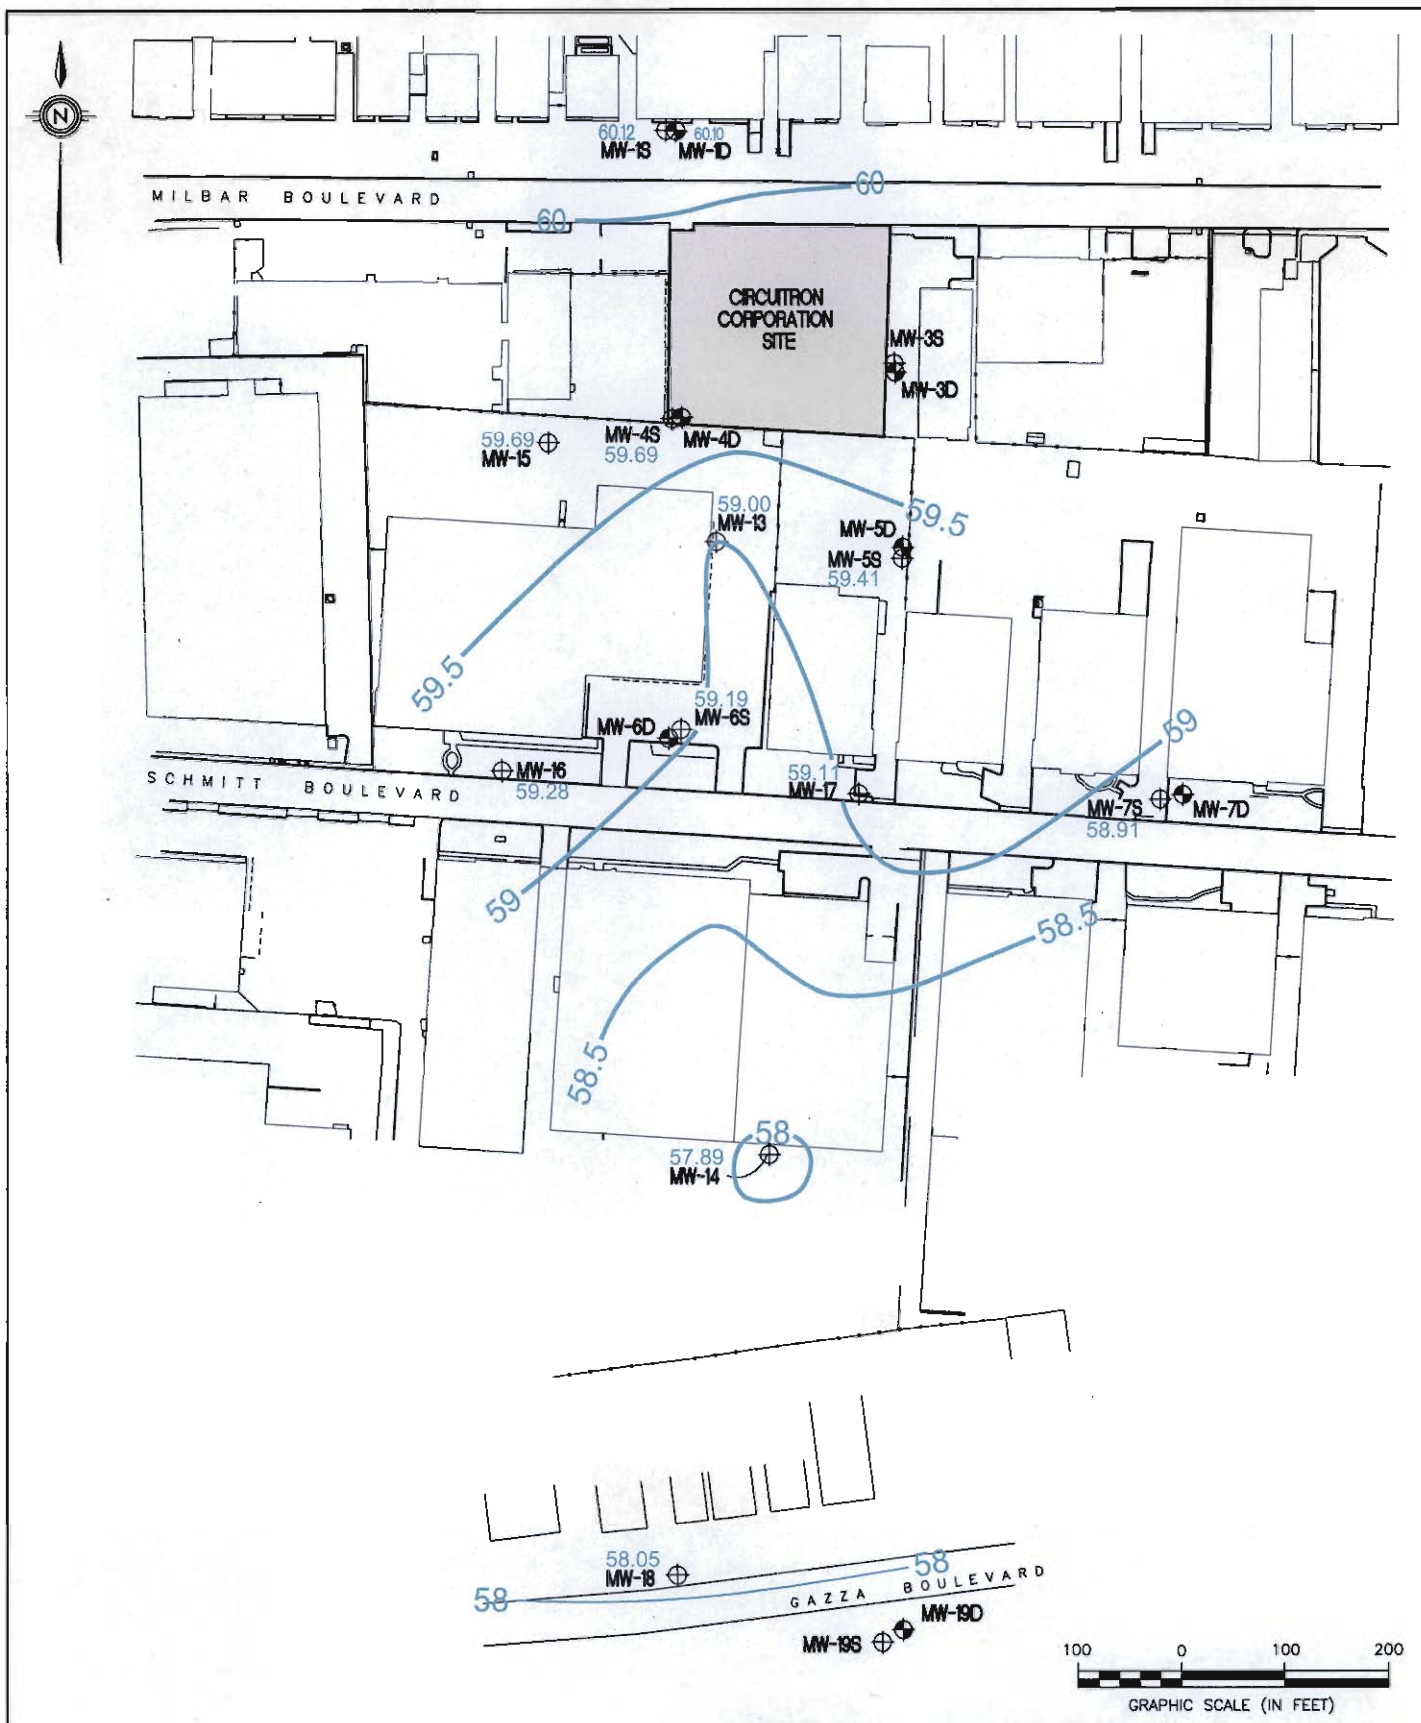 N
60.12
60.10
MW-1S
MW-1D
MILBAR BOULEVARD
60
60
CIRCUITRON
CORPORATION
SITE
MW-3S
MW-3D
59.69
MW-15
MW-4S
MW-4D
59.69
59.5
59.00
MW-13
MW-5D
MW-5S
59.41
59.5
59.19
MW-6S
MW-6D
59
SCHMITT BOULEVARD
MW-16
59.28
59.11
MW-17
MW-7S
MW-7D
58.91
59
58.5
58.5
58
57.89
MW-14
58.05
MW-18
58
58
GAZZA BOULEVARD
MW-19D
MW-19S
100 0 100 200
GRAPHIC SCALE (IN FEET)